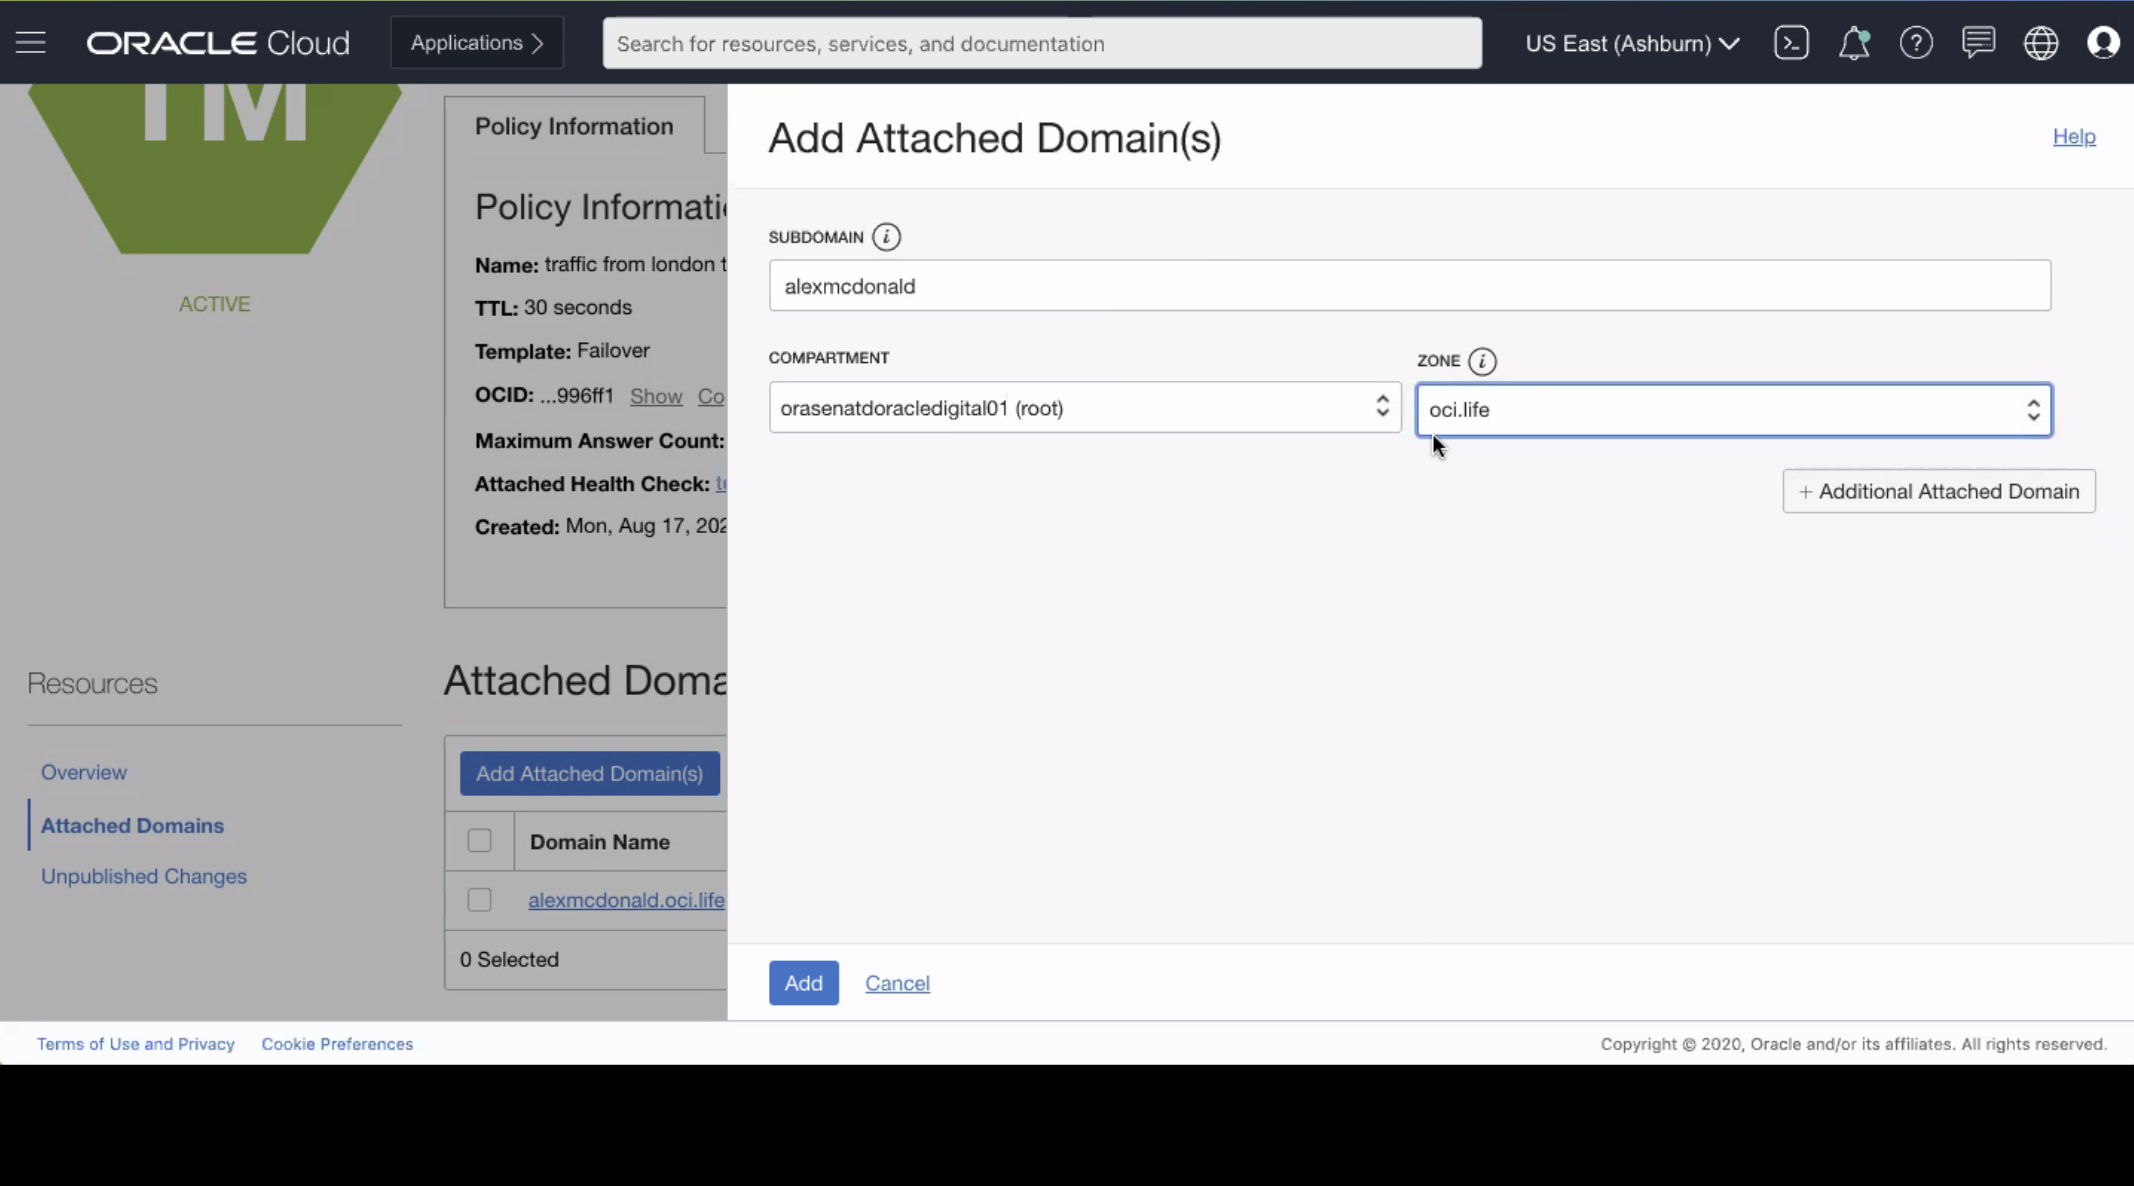 ORACLE Cloud
Applications
Search for resources, services, and documentation
US East (Ashburn)
TM
ACTIVE
Policy Information
Policy Informati
Name: traffic from london t
TTL: 30 seconds
Template: Failover
OCID: ...996ff1 Show Co
Maximum Answer Count:
Attached Health Check: te
Created: Mon, Aug 17, 202
Resources
Overview
Attached Domains
Unpublished Changes
Attached Doma
Add Attached Domain(s)
Domain Name
alexmcdonald.oci.life
0 Selected
Add Attached Domain(s)
Help
SUBDOMAIN i
alexmcdonald
COMPARTMENT
orasenatdoracledigital01 (root)
ZONE i
oci.life
+ Additional Attached Domain
Add
Cancel
Terms of Use and Privacy
Cookie Preferences
Copyright © 2020, Oracle and/or its affiliates. All rights reserved.